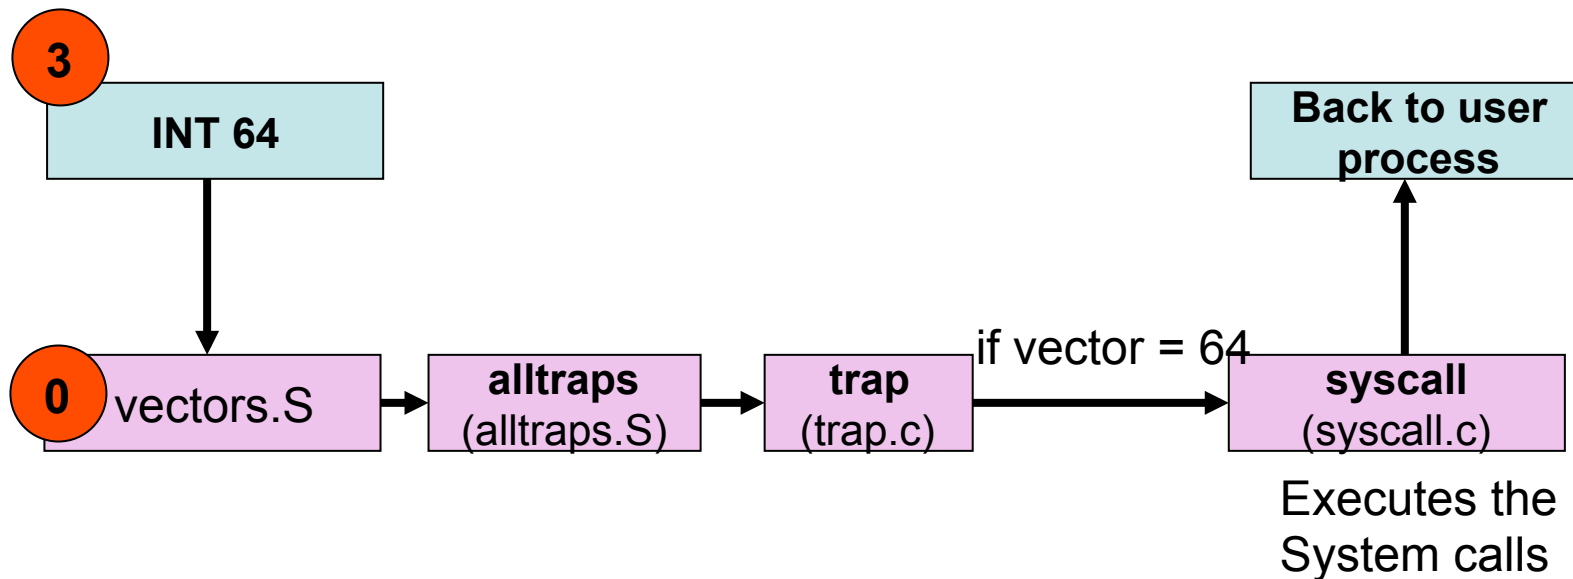 3
INT 64
Back to user
process
if vector = 64
0
vectors.S
alltraps
(alltraps.S)
trap
(trap.c)
syscall
(syscall.c)
Executes the
System calls